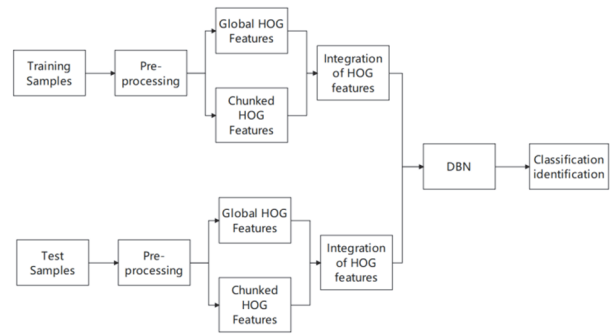 Training
Samples
Pre-
processing
Global HOG
Features
Chunked
HOG
Features
Integration
of HOG
features
DBN
Classification
identification
Test
Samples
Pre-
processing
Global HOG
Features
Chunked
HOG
Features
Integration
of HOG
features